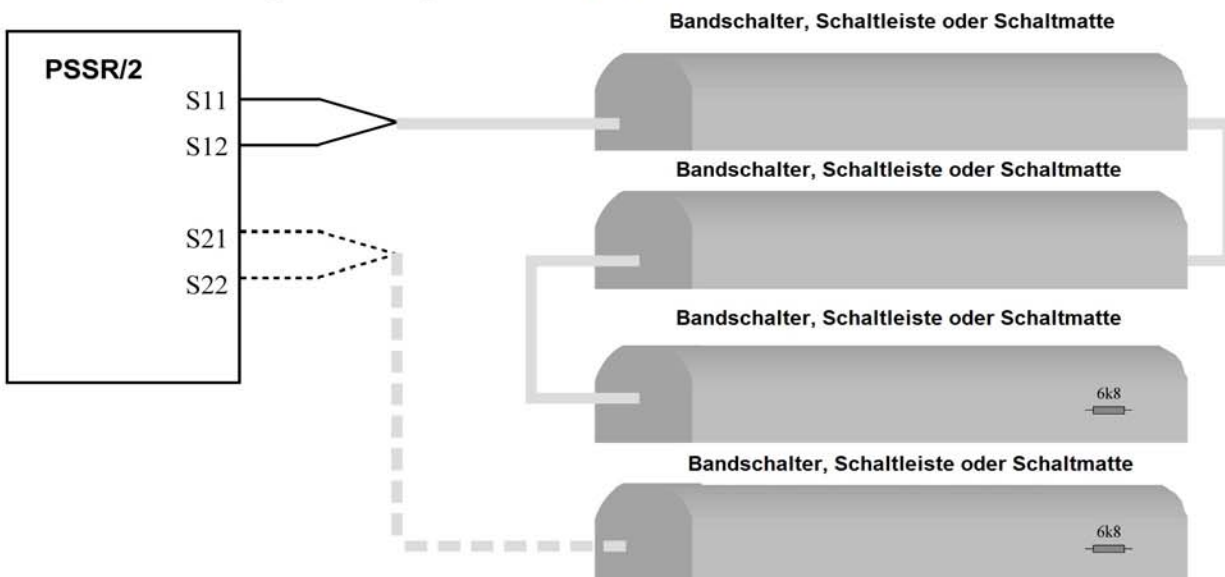 Bandschalter, Schaltleiste oder Schaltmatte
PSSR/2
S11
S12
Bandschalter, Schaltleiste oder Schaltmatte
S21
S22
Bandschalter, Schaltleiste oder Schaltmatte
6k8
Bandschalter, Schaltleiste oder Schaltmatte
6k8